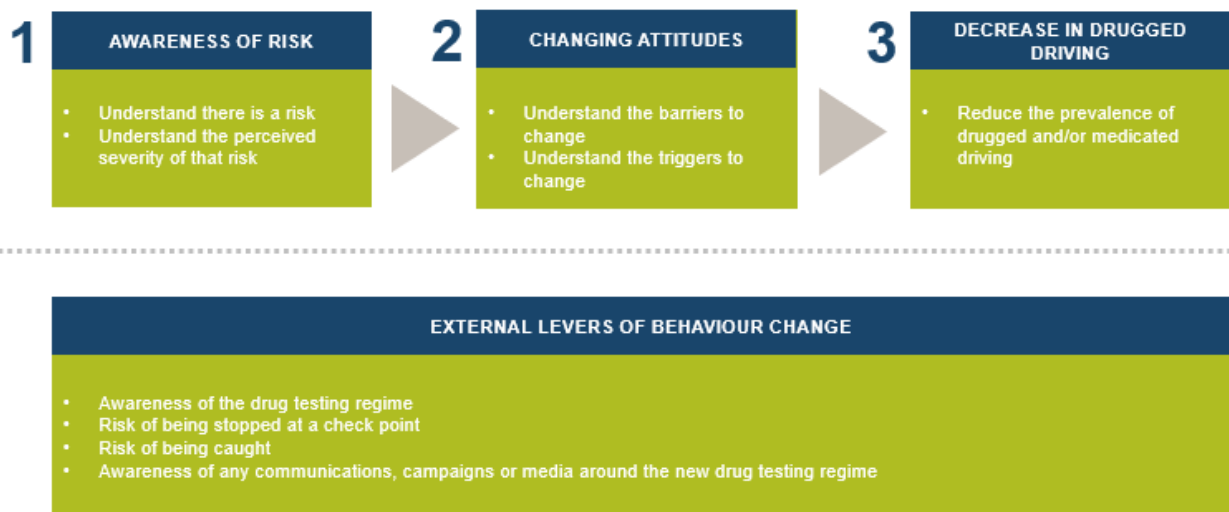 1
AWARENESS OF RISK
• Understand there is a risk
• Understand the perceived
severity of that risk
2
CHANGING ATTITUDES
• Understand the barriers to
change
• Understand the triggers to
change
3
DECREASE IN DRUGGED
DRIVING
• Reduce the prevalence of
drugged and/or medicated
driving
EXTERNAL LEVERS OF BEHAVIOUR CHANGE
• Awareness of the drug testing regime
• Risk of being stopped at a check point
• Risk of being caught
• Awareness of any communications, campaigns or media around the new drug testing regime